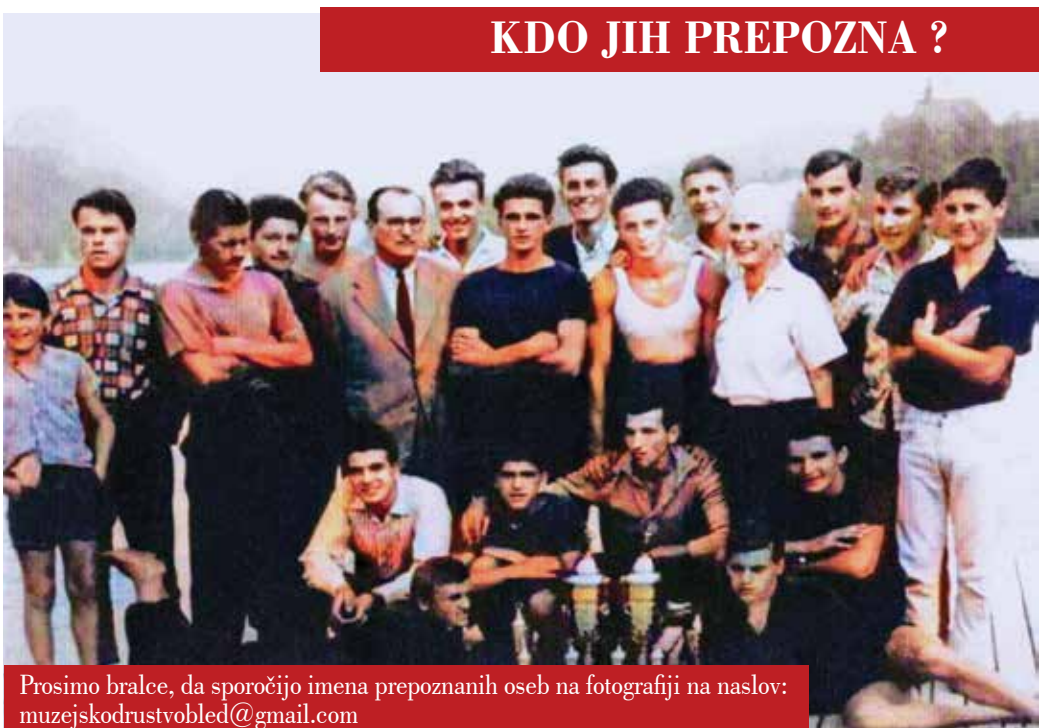 KDO JIH PREPOZNA ?
Prosimo bralce, da sporočijo imena prepoznanih oseb na fotografiji na naslov:
muzejskodrustvobled@gmail.com